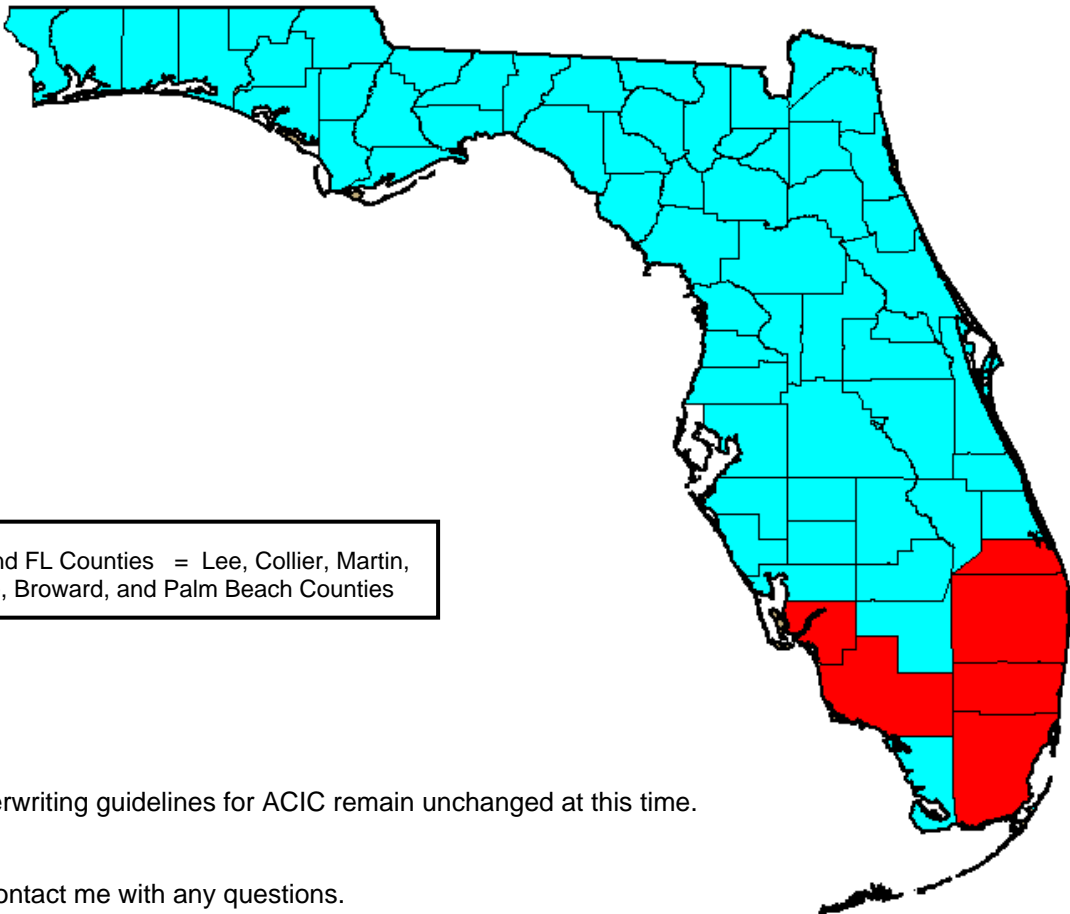 nd FL Counties = Lee, Collier, Martin,
, Broward, and Palm Beach Counties
erwriting guidelines for ACIC remain unchanged at this time.
ontact me with any questions.